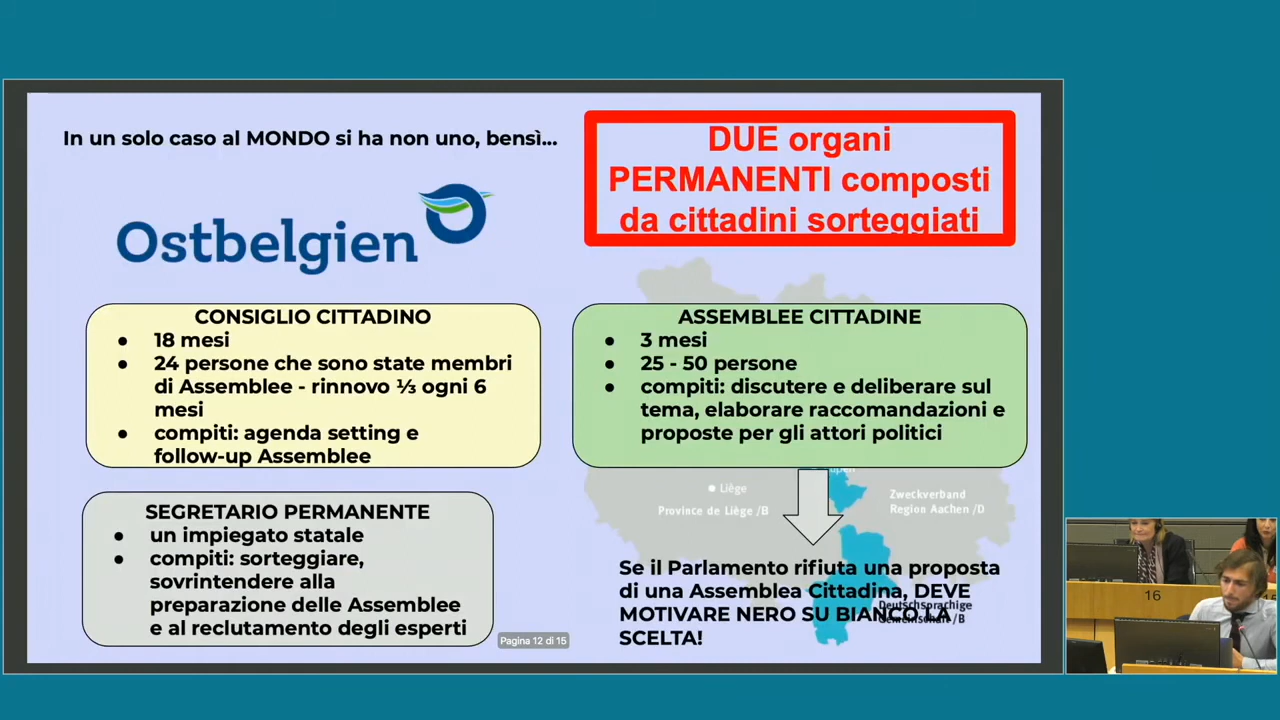 In un solo caso al MONDO si ha non uno, bensì...
DUE organi
PERMANENTI composti
da cittadini sorteggiati
Ostbelgien
CONSIGLIO CITTADINO
● 18 mesi
● 24 persone che sono state membri
di Assemblee - rinnovo ⅓ ogni 6
mesi
● compiti: agenda setting e
follow-up Assemblee
ASSEMBLEE CITTADINE
● 3 mesi
● 25 - 50 persone
● compiti: discutere e deliberare sul
tema, elaborare raccomandazioni e
proposte per gli attori politici
SEGRETARIO PERMANENTE
● un impiegato statale
● compiti: sorteggiare,
sovrintendere alla
preparazione delle Assemblee
e al reclutamento degli esperti
Liège
Province de Liège /B
Zweckverband
Region Aachen /D
Se il Parlamento rifiuta una proposta
di una Assemblea Cittadina, DEVE
MOTIVARE NERO SU BIANCO LA
SCELTA!
Deutschsprachige
Gemeinschaft /B
Pagina 12 di 15
16